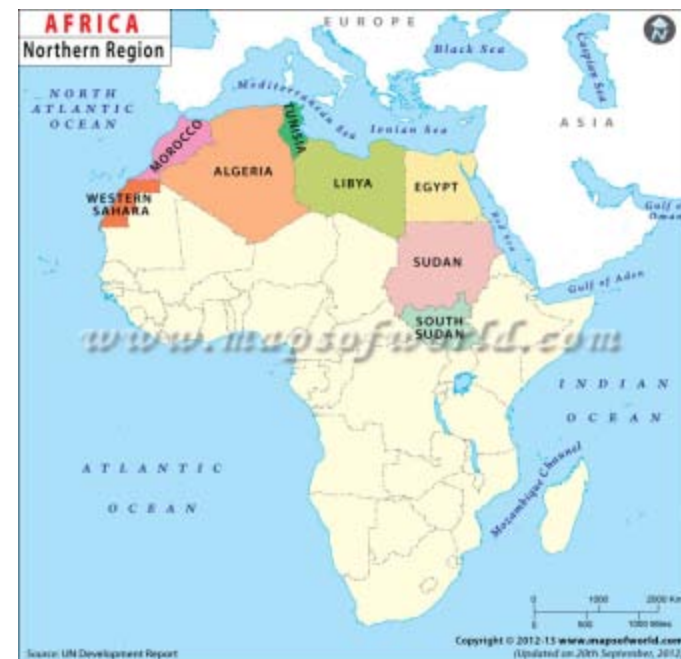 AFRICA
Northern Region
EUROPE
Black Sea
Caspian Sea
NORTH
ATLANTIC
OCEAN
Mediterranean Sea
Ionian Sea
ASIA
MOROCCO
TUNISIA
ALGERIA
LIBYA
EGYPT
WESTERN
SAHARA
Red Sea
Gulf of
Oman
SUDAN
Gulf of Aden
SOUTH
SUDAN
www.mapsofworld.com
INDIAN
OCEAN
ATLANTIC
OCEAN
Mozambique Channel
0 1000 2000 Km
0 500 1000 Miles
Copyright © 2012-13 www.mapsofworld.com
Source: UN Development Report
(Updated on 20th September, 2012)